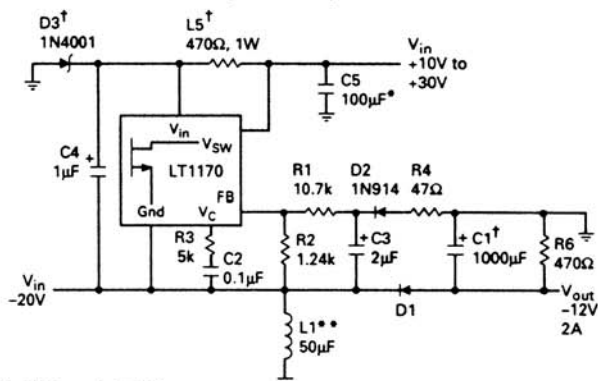 D3†
1N4001
L5†
470Ω, 1W
Vin
+10V to
+30V
C5
100μF*
C4
1μF
+
Vin
VSW
LT1170
FB
Gnd
VC
R1
10.7k
D2
1N914
R4
47Ω
R3
5k
C2
0.1μF
R2
1.24k
+ C3
2μF
+ C1†
1000μF
R6
470Ω
Vin
−20V
D1
Vout
−12V
2A
L1**
50μF